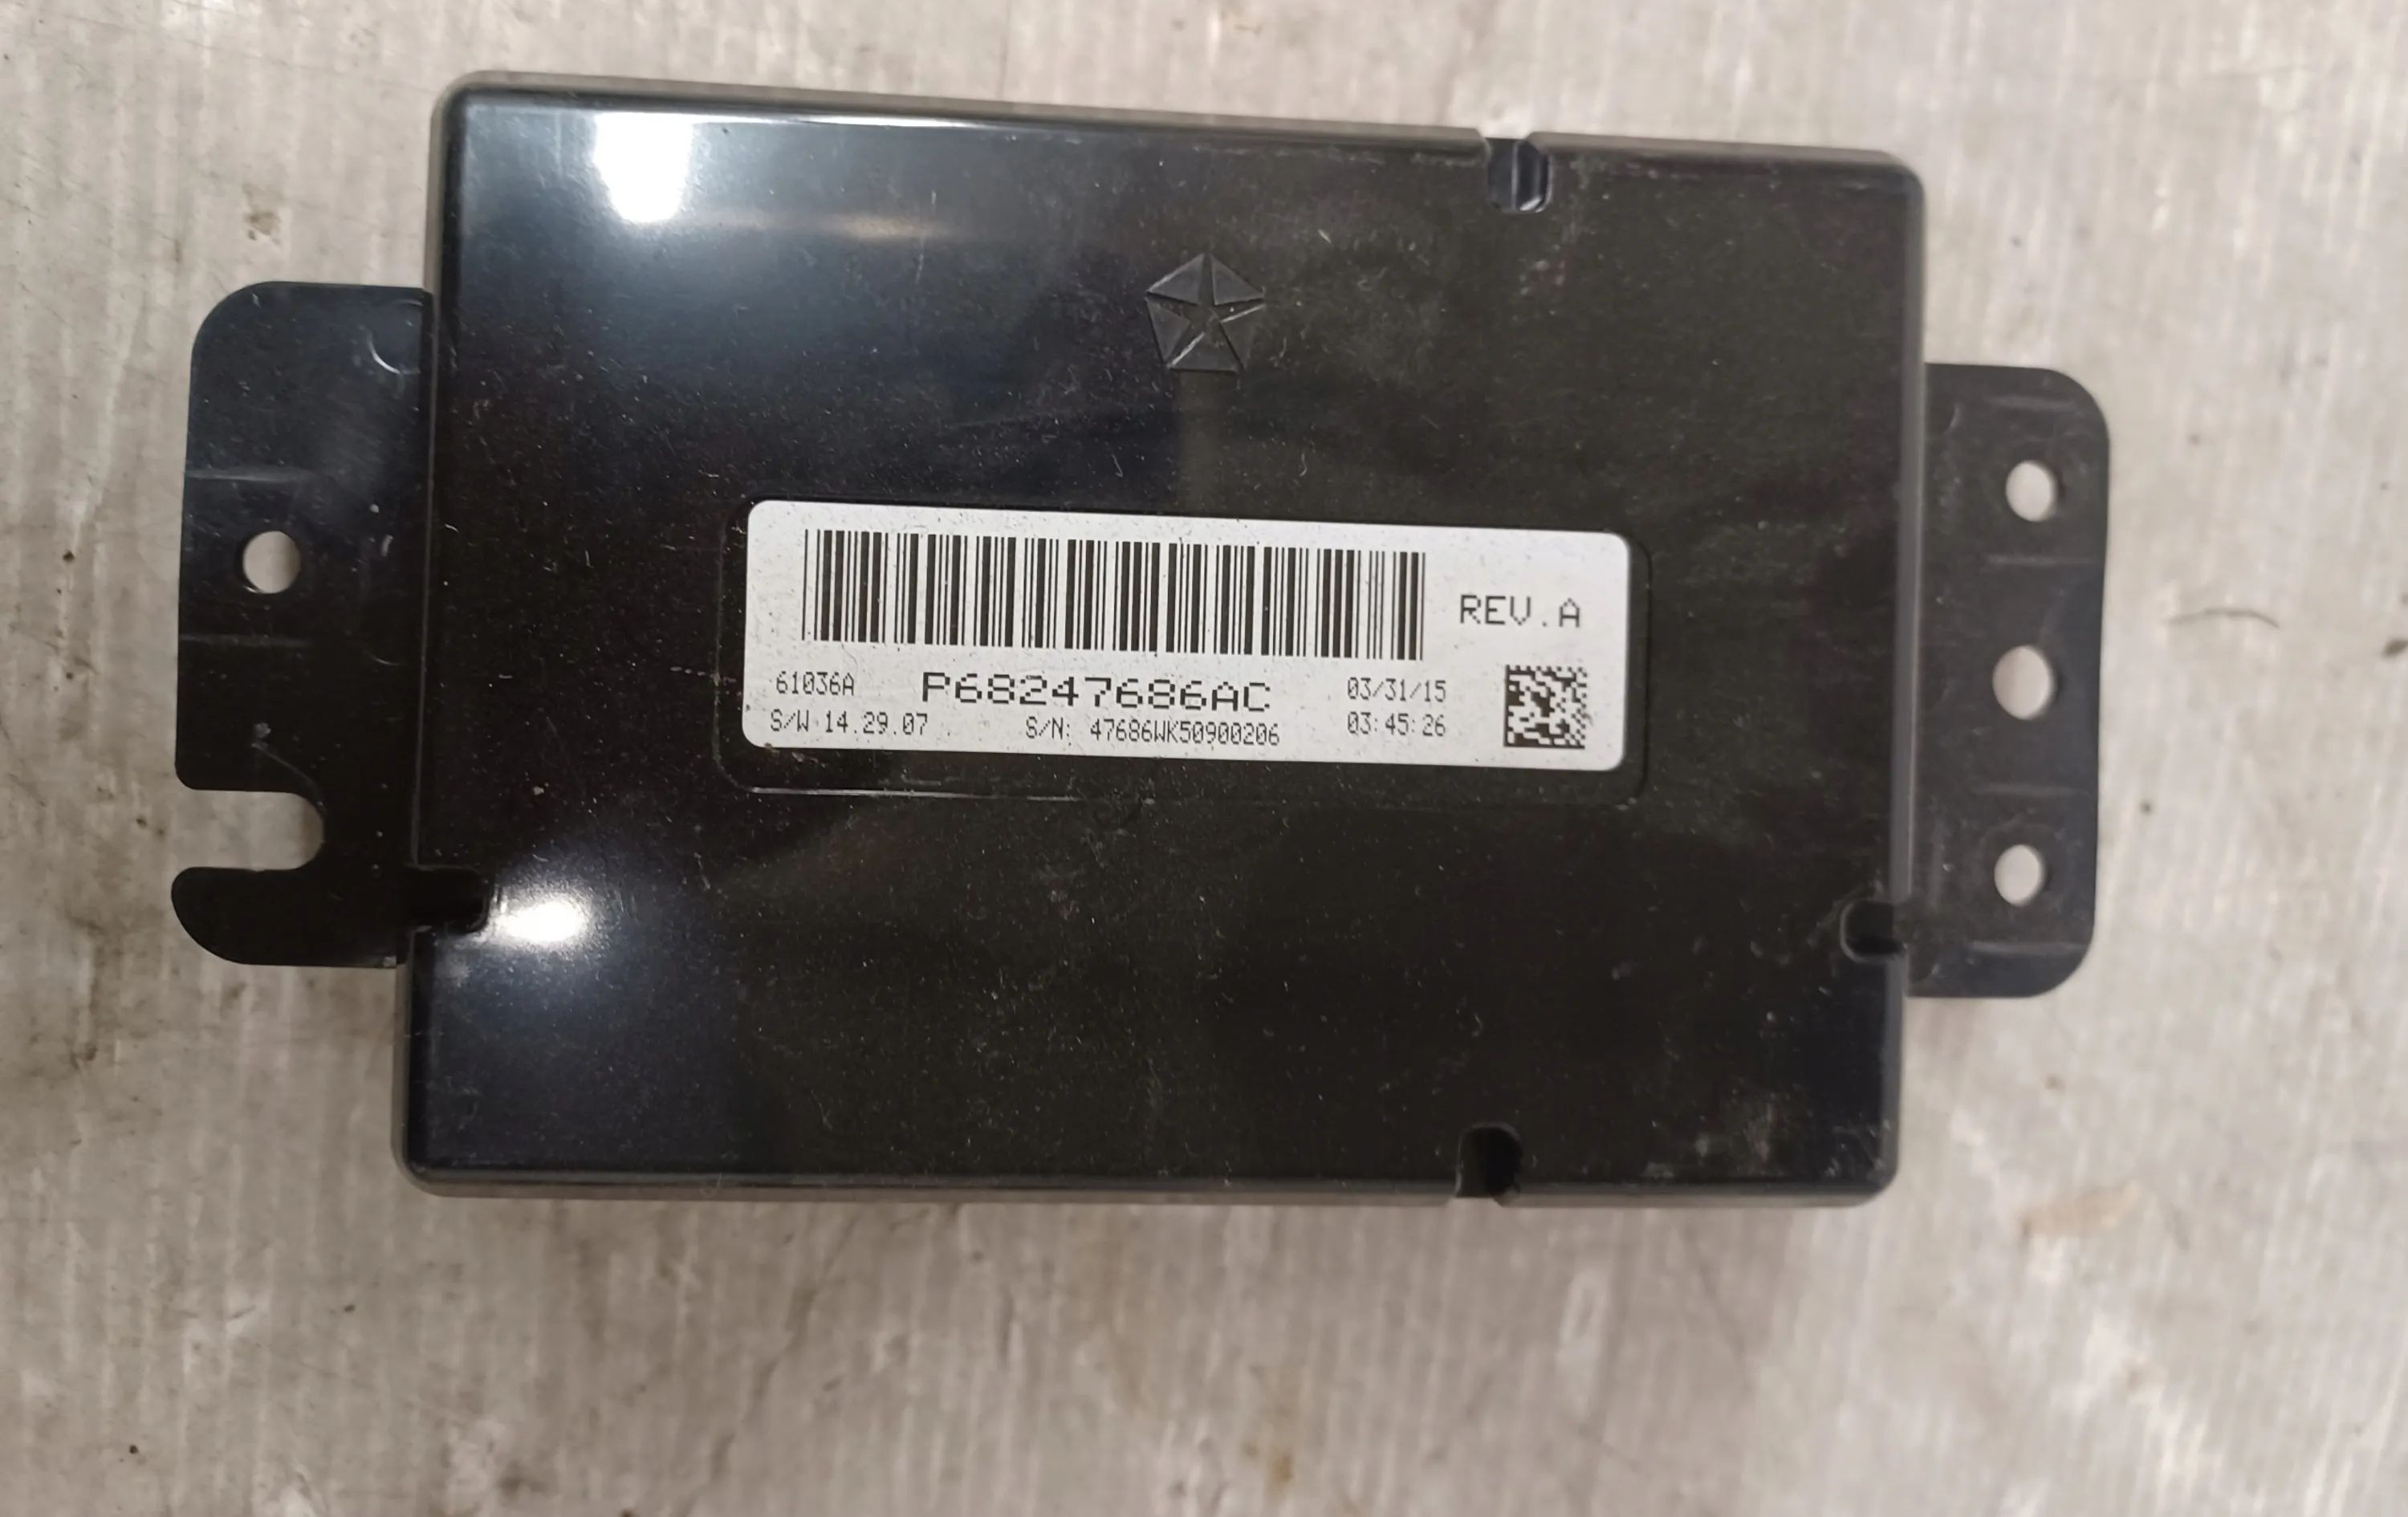 REV.A
61036A P68247686AC 03/31/15
S/W 14.29.07 S/N: 47686WK50900206 03:45:26